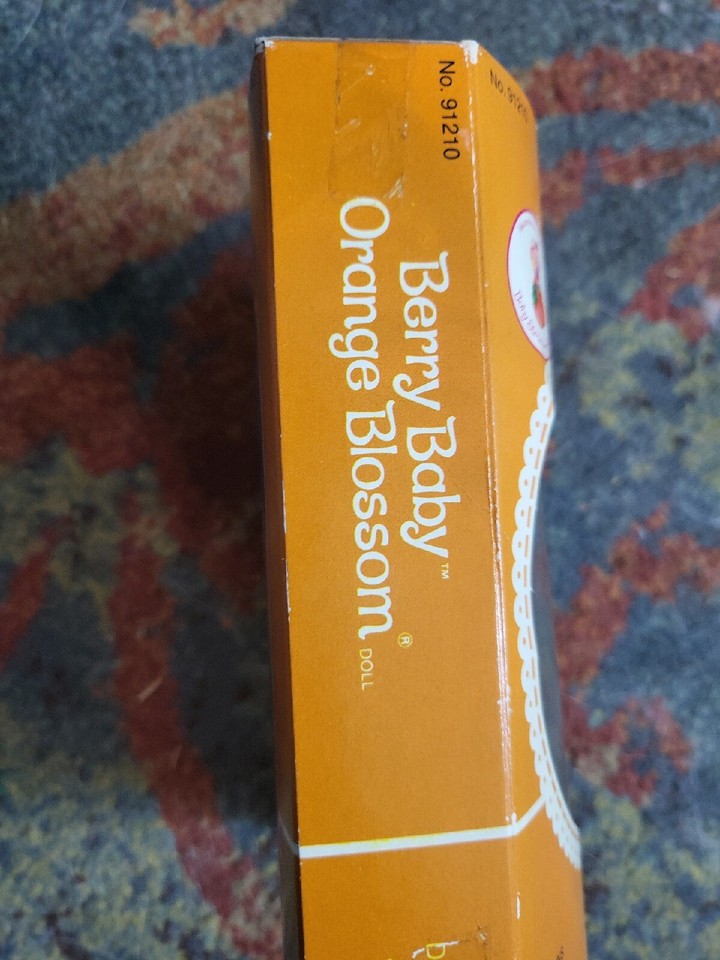 No. 91210
Berry Baby™
Orange Blossom® DOLL